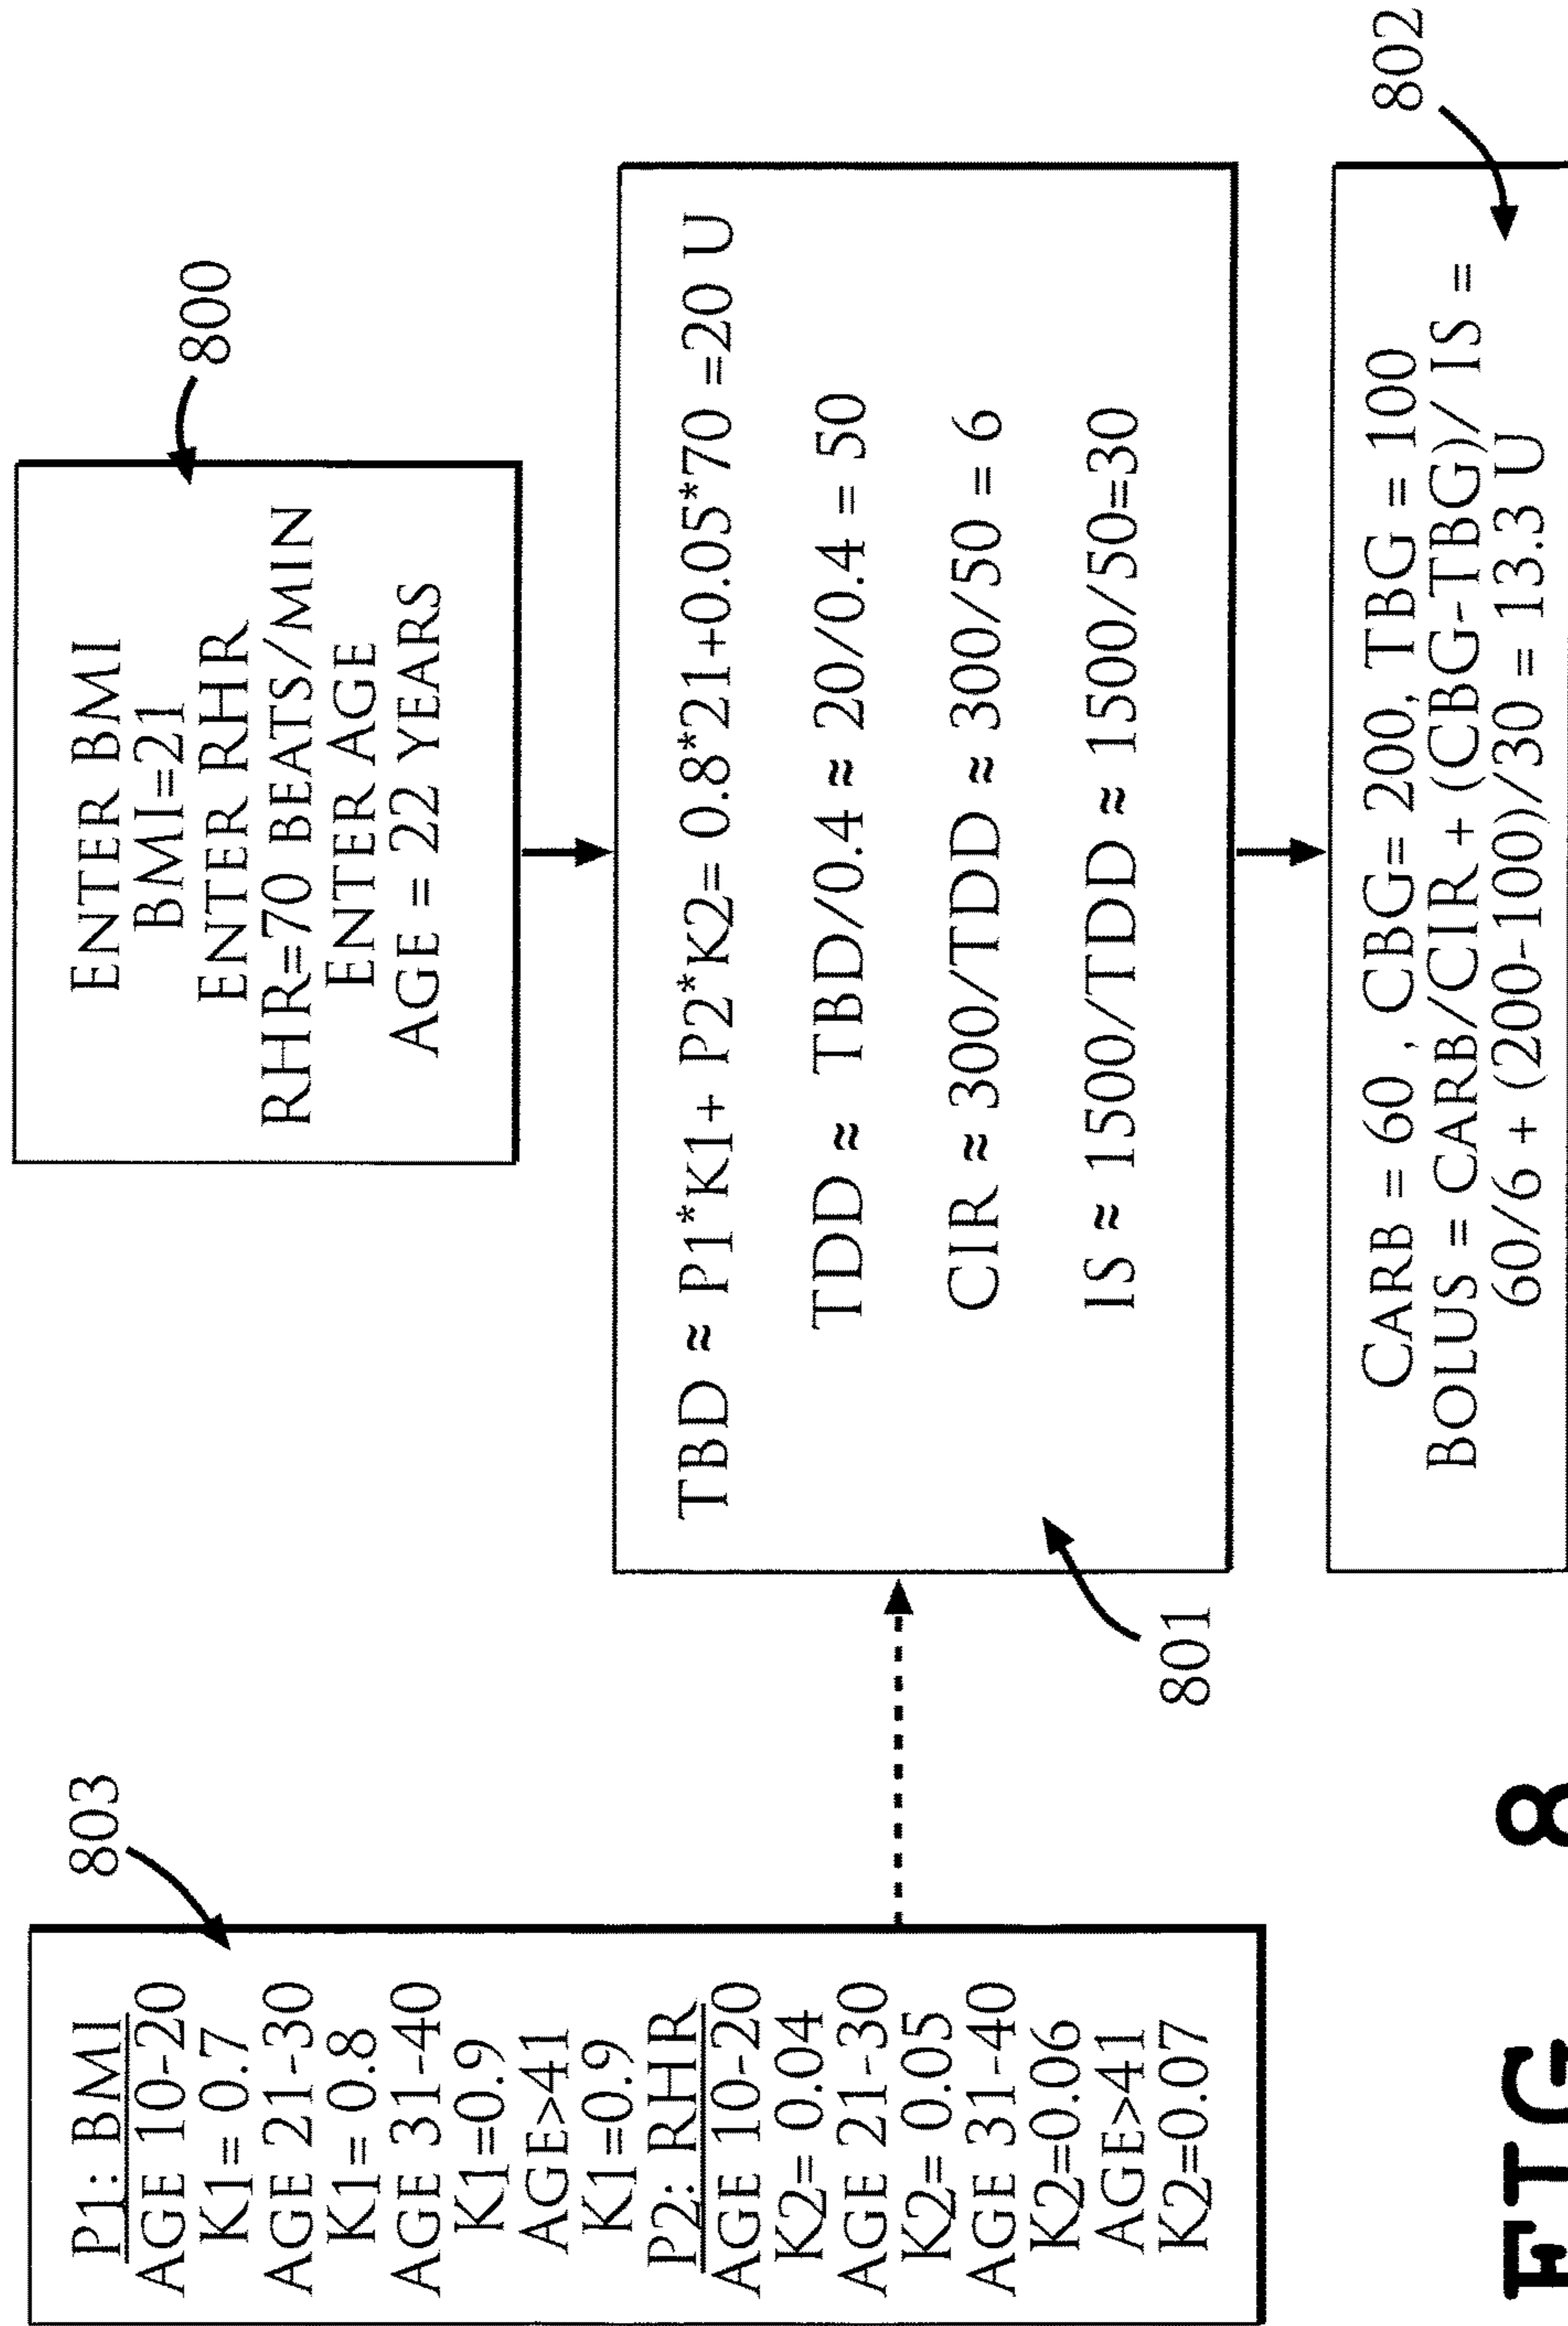 800
ENTER BMI
BMI=21
ENTER RHR
RHR=70 BEATS/MIN
ENTER AGE
AGE = 22 YEARS
803
P1: BMI
AGE 10-20
K1= 0.7
AGE 21-30
K1= 0.8
AGE 31-40
K1=0.9
AGE>41
K1=0.9
P2: RHR
AGE 10-20
K2= 0.04
AGE 21-30
K2= 0.05
AGE 31-40
K2=0.06
AGE>41
K2=0.07
TBD ≈ P1*K1+ P2*K2= 0.8*21+0.05*70 =20 U
TDD ≈ TBD/0.4 ≈ 20/0.4 = 50
CIR ≈ 300/TDD ≈ 300/50 = 6
IS ≈ 1500/TDD ≈ 1500/50=30
801
802
CARB = 60 , CBG= 200, TBG = 100
BOLUS = CARB/CIR + (CBG-TBG)/ IS =
60/6 + (200-100)/30 = 13.3 U
FIG 8